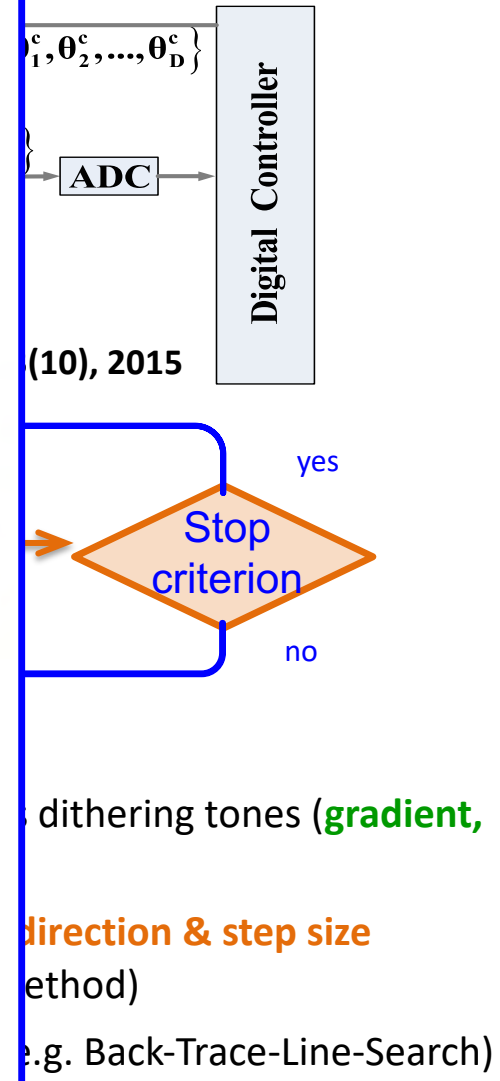 ,θ₂ᶜ,...,θ_Dᶜ}
}
ADC
Digital Controller
(10), 2015
yes
Stop
criterion
no
dithering tones (gradient,
direction & step size
ethod)
.g. Back-Trace-Line-Search)